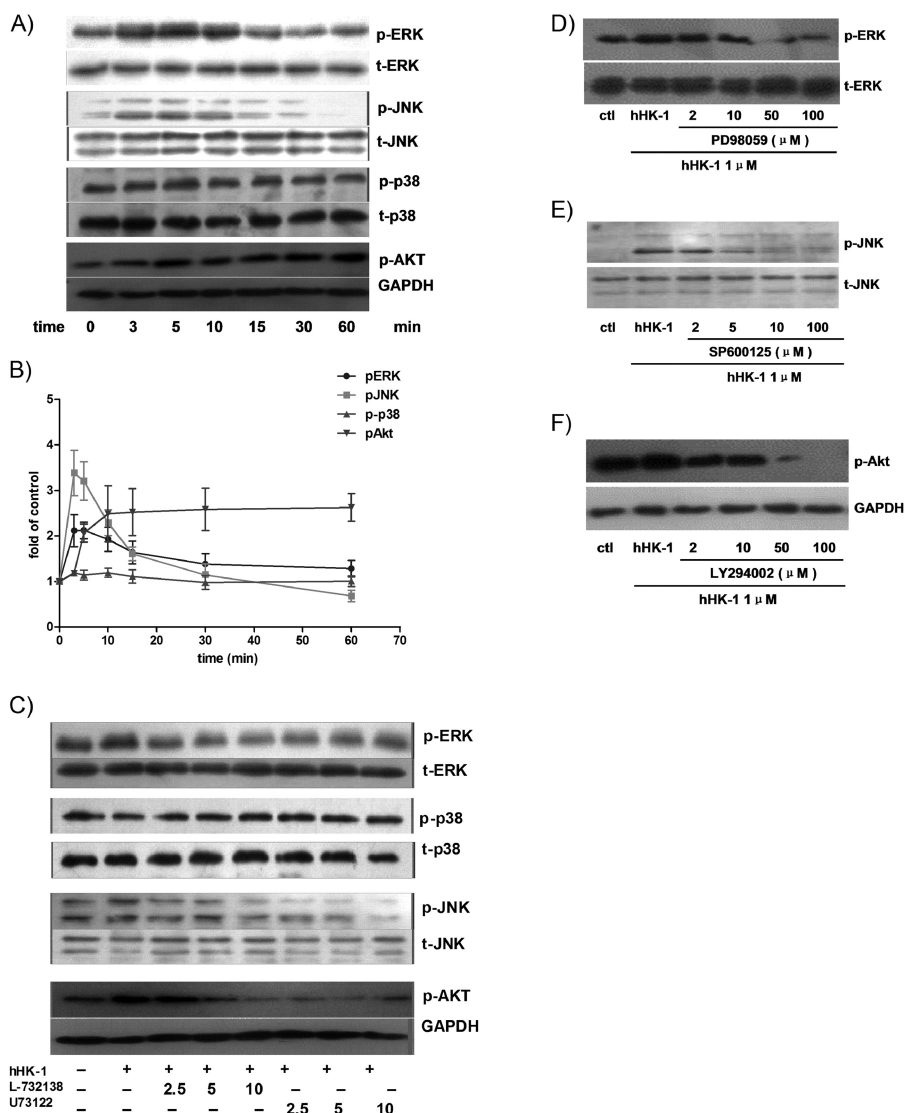 A)
p-ERK
t-ERK
p-JNK
t-JNK
p-p38
t-p38
p-AKT
GAPDH
time 0 3 5 10 15 30 60 min
B)
pERK
pJNK
p-p38
pAkt
fold of control
5
4
3
2
1
0
0 10 20 30 40 50 60 70
time (min)
C)
p-ERK
t-ERK
p-p38
t-p38
p-JNK
t-JNK
p-AKT
GAPDH
hHK-1 – + + + + + + +
L-732138 – – 2.5 5 10 – – –
U73122 – – – – – 2.5 5 10
D)
p-ERK
t-ERK
ctl hHK-1 2 10 50 100
PD98059 ( μ M )
hHK-1 1 μ M
E)
p-JNK
t-JNK
ctl hHK-1 2 5 10 100
SP600125 ( μ M )
hHK-1 1 μ M
F)
p-Akt
GAPDH
ctl hHK-1 2 10 50 100
LY294002 ( μ M )
hHK-1 1 μ M